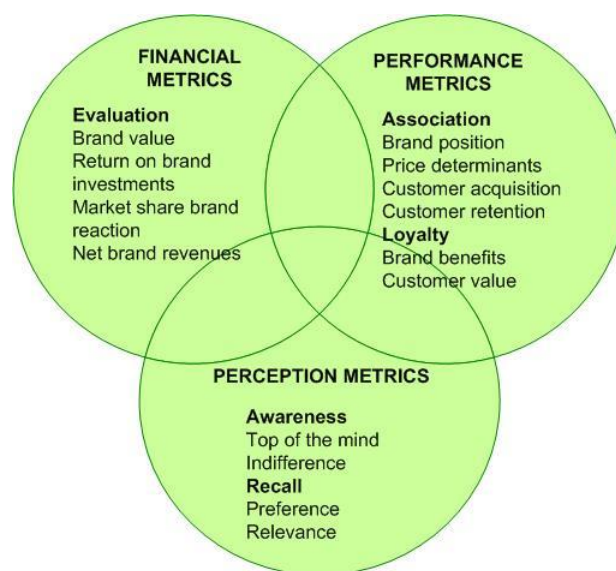 FINANCIAL
METRICS
Evaluation
Brand value
Return on brand
investments
Market share brand
reaction
Net brand revenues
PERFORMANCE
METRICS
Association
Brand position
Price determinants
Customer acquisition
Customer retention
Loyalty
Brand benefits
Customer value
PERCEPTION METRICS
Awareness
Top of the mind
Indifference
Recall
Preference
Relevance